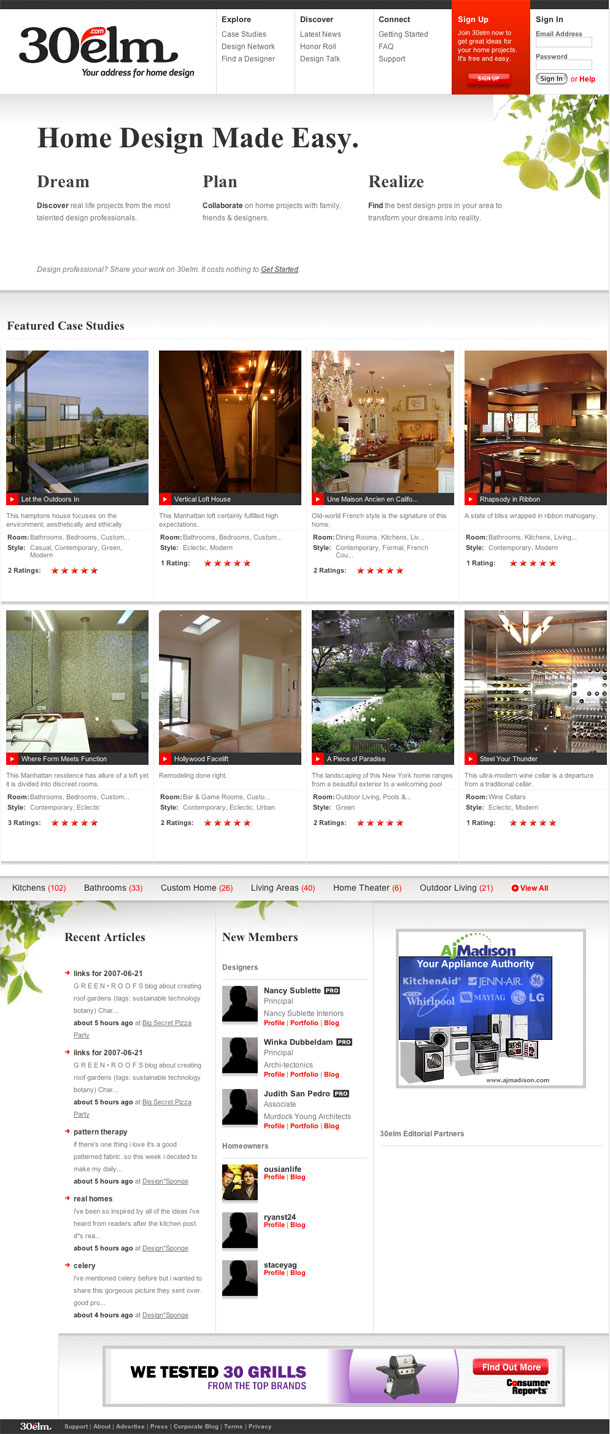 30elm.com
Your address for home design
Explore
Case Studies
Design Network
Find a Designer
Discover
Latest News
Honor Roll
Design Talk
Connect
Getting Started
FAQ
Support
Sign Up
Join 30elm now to
get great ideas for
your home projects.
It's free and easy.
SIGN UP
Sign In
Email Address
Password
Sign In or Help
Home Design Made Easy.
Dream
Discover real life projects from the most
talented design professionals.
Plan
Collaborate on home projects with family,
friends & designers.
Realize
Find the best design pros in your area to
transform your dreams into reality.
Design professional? Share your work on 30elm. It costs nothing to Get Started.
Featured Case Studies
Let the Outdoors In
This hamptons house focuses on the
environment, aesthetically and ethically
Room: Bathrooms, Bedrooms, Custom...
Style: Casual, Contemporary, Green,
Modern
2 Ratings:
Vertical Loft House
This Manhattan loft certainly fulfilled high
expectations.
Room: Bathrooms, Bedrooms, Custom...
Style: Eclectic, Modern
1 Rating:
Une Maison Ancien en Califo...
Old-world French style is the signature of this
home.
Room: Dining Rooms, Kitchens, Liv...
Style: Contemporary, Formal, French
Cou...
2 Ratings:
Rhapsody in Ribbon
A state of bliss wrapped in ribbon mahogany.
Room: Bathrooms, Kitchens, Living...
Style: Contemporary, Modern
1 Rating:
Where Form Meets Function
This Manhattan residence has allure of a loft yet
it is divided into discreet rooms.
Room: Bathrooms, Bedrooms, Custom...
Style: Contemporary, Eclectic
3 Ratings:
Hollywood Facelift
Remodeling done right.
Room: Bar & Game Rooms, Custo...
Style: Contemporary, Eclectic, Urban
2 Ratings:
A Piece of Paradise
The landscaping of this New York home ranges
from a beautiful exterior to a welcoming pool
Room: Outdoor Living, Pools &...
Style: Green
2 Ratings:
Steel Your Thunder
This ultra-modern wine cellar is a departure
from a traditional cellar.
Room: Wine Cellars
Style: Eclectic, Modern
1 Rating:
Kitchens (102) Bathrooms (33) Custom Home (26) Living Areas (40) Home Theater (6) Outdoor Living (21) View All
Recent Articles
links for 2007-06-21
G R E E N • R O O F S blog about creating
roof gardens (tags: sustainable technology
botany) Char...
about 5 hours ago at Big Secret Pizza
Party
links for 2007-06-21
G R E E N • R O O F S blog about creating
roof gardens (tags: sustainable technology
botany) Char...
about 5 hours ago at Big Secret Pizza
Party
pattern therapy
if there's one thing i love it's a good
patterned fabric. so this week i decided to
make my daily...
about 5 hours ago at Design*Sponge
real homes
i've been so inspired by all of the ideas i've
heard from readers after the kitchen post.
d*s rea...
about 5 hours ago at Design*Sponge
celery
i've mentioned celery before but i wanted to
share this gorgeous picture they sent over.
good pro...
about 4 hours ago at Design*Sponge
New Members
Designers
Nancy Sublette PRO
Principal
Nancy Sublette Interiors
Profile | Portfolio | Blog
Winka Dubbeldam PRO
Principal
Archi-tectonics
Profile | Portfolio | Blog
Judith San Pedro PRO
Associate
Murdock Young Architects
Profile | Portfolio | Blog
Homeowners
ousianlife
Profile | Blog
ryanst24
Profile | Blog
staceyag
Profile | Blog
AjMadison
Your Appliance Authority
KitchenAid JENN-AIR. GE
Whirlpool MAYTAG LG
www.ajmadison.com
30elm Editorial Partners
WE TESTED 30 GRILLS
FROM THE TOP BRANDS
Find Out More
Consumer
Reports
30elm. Support | About | Advertise | Press | Corporate Blog | Terms | Privacy